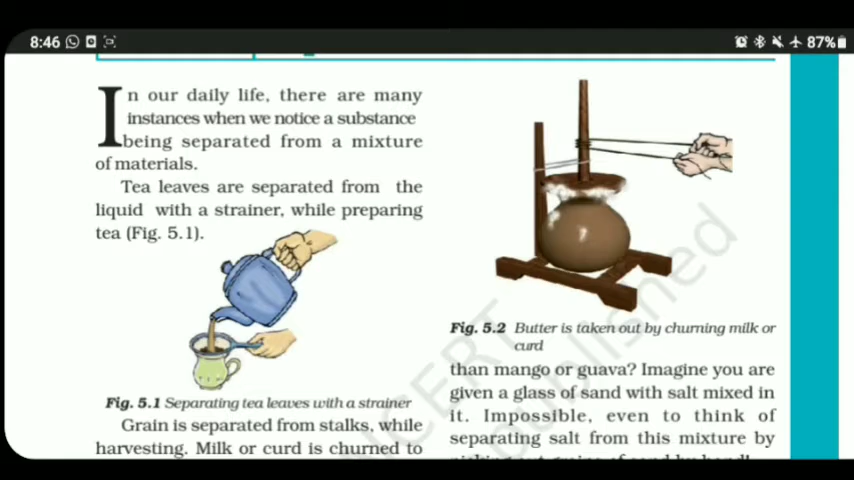 8:46
87%
In our daily life, there are many
instances when we notice a substance
being separated from a mixture
of materials.
Tea leaves are separated from the
liquid with a strainer, while preparing
tea (Fig. 5.1).
Fig. 5.1 Separating tea leaves with a strainer
Grain is separated from stalks, while
harvesting. Milk or curd is churned to
Fig. 5.2 Butter is taken out by churning milk or
curd
than mango or guava? Imagine you are
given a glass of sand with salt mixed in
it. Impossible, even to think of
separating salt from this mixture by
NCERT
published